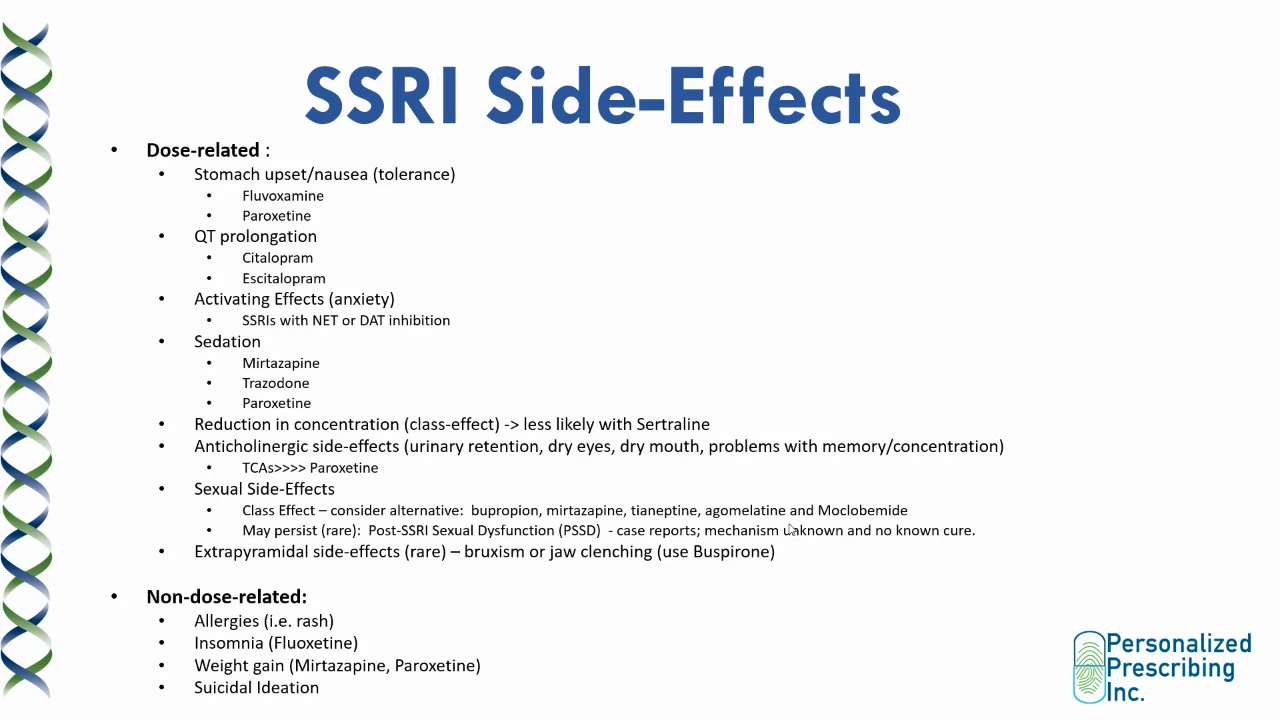 SSRI Side-Effects
• Dose-related :
• Stomach upset/nausea (tolerance)
• Fluvoxamine
• Paroxetine
• QT prolongation
• Citalopram
• Escitalopram
• Activating Effects (anxiety)
• SSRIs with NET or DAT inhibition
• Sedation
• Mirtazapine
• Trazodone
• Paroxetine
• Reduction in concentration (class-effect) -> less likely with Sertraline
• Anticholinergic side-effects (urinary retention, dry eyes, dry mouth, problems with memory/concentration)
• TCAs>>>> Paroxetine
• Sexual Side-Effects
• Class Effect – consider alternative: bupropion, mirtazapine, tianeptine, agomelatine and Moclobemide
• May persist (rare): Post-SSRI Sexual Dysfunction (PSSD) - case reports; mechanism unknown and no known cure.
• Extrapyramidal side-effects (rare) – bruxism or jaw clenching (use Buspirone)
• Non-dose-related:
• Allergies (i.e. rash)
• Insomnia (Fluoxetine)
• Weight gain (Mirtazapine, Paroxetine)
• Suicidal Ideation
Personalized
Prescribing
Inc.